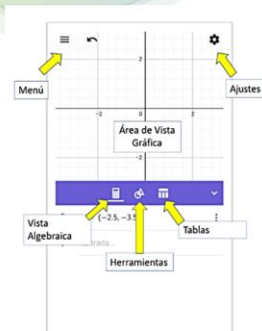 Menú
Ajustes
2
-2
0
2
Área de Vista
Gráfica
-2
Vista
Algebraica
(−2.5, −3.5
Tablas
Herramientas